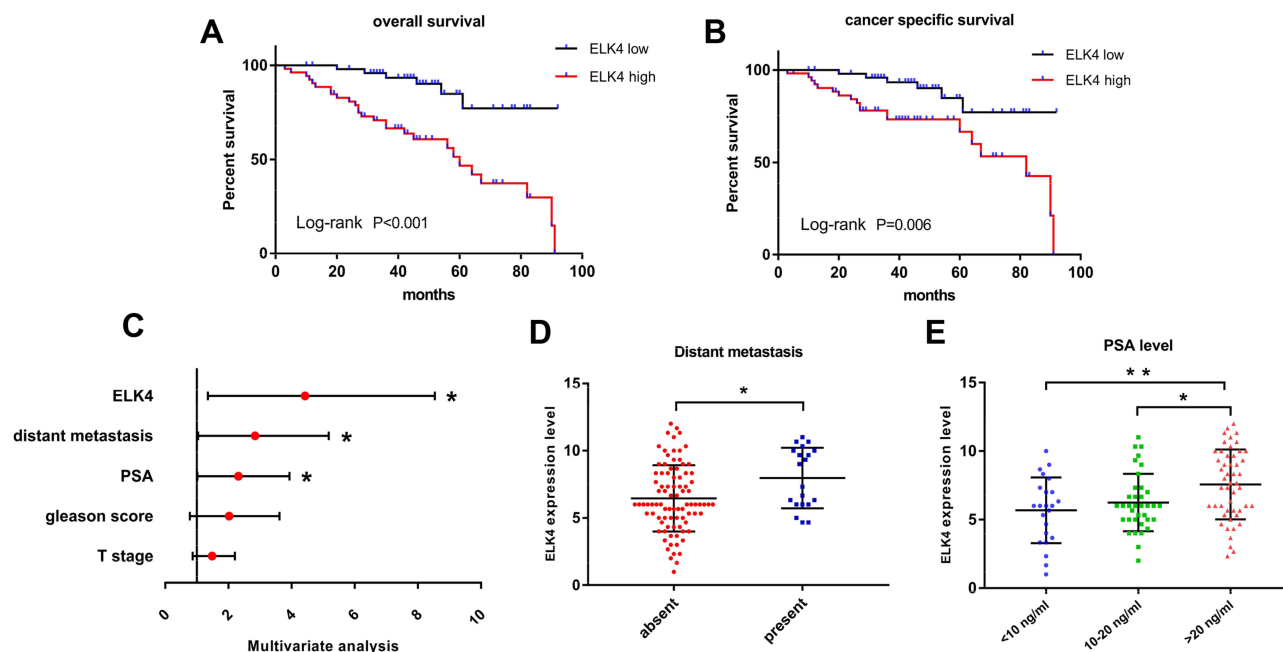 A
overall survival
ELK4 low
ELK4 high
Percent survival
100
50
0
Log-rank P<0.001
0 20 40 60 80 100
months
B
cancer specific survival
ELK4 low
ELK4 high
Percent survival
100
50
0
Log-rank P=0.006
0 20 40 60 80 100
months
C
ELK4 *
distant metastasis *
PSA *
gleason score
T stage
0 2 4 6 8 10
Multivariate analysis
D
Distant metastasis
*
ELK4 expression level
15
10
5
0
absent present
E
PSA level
* *
*
ELK4 expression level
15
10
5
0
<10 ng/ml 10-20 ng/ml >20 ng/ml